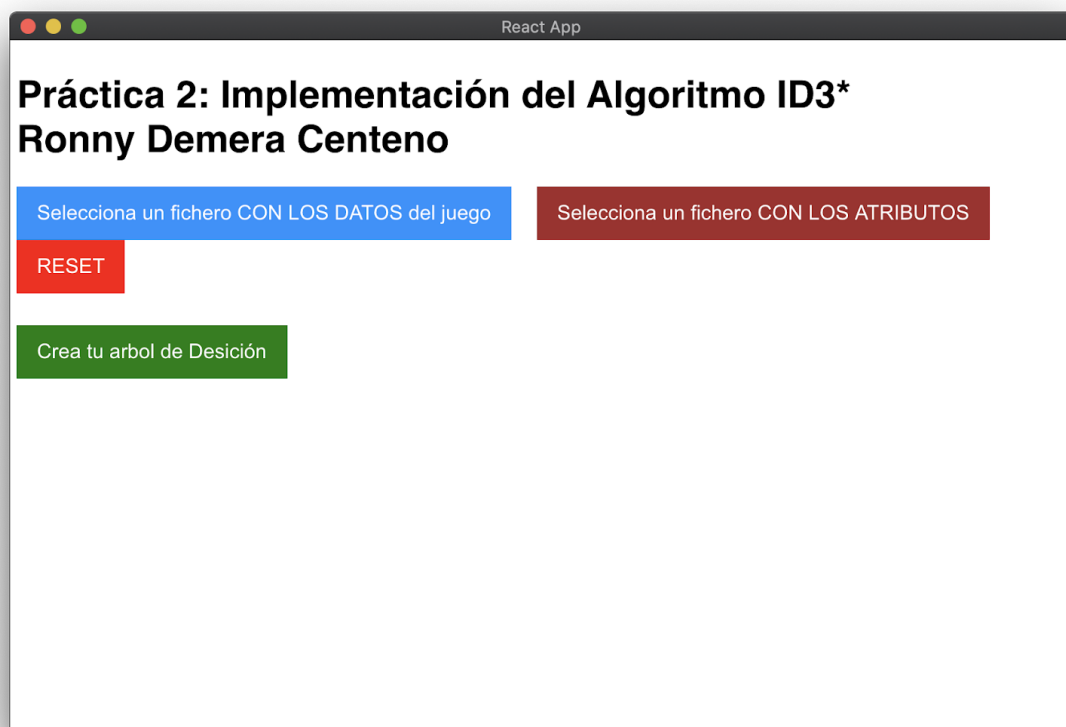 React App
Práctica 2: Implementación del Algoritmo ID3*
Ronny Demera Centeno
Selecciona un fichero CON LOS DATOS del juego
Selecciona un fichero CON LOS ATRIBUTOS
RESET
Crea tu arbol de Desición